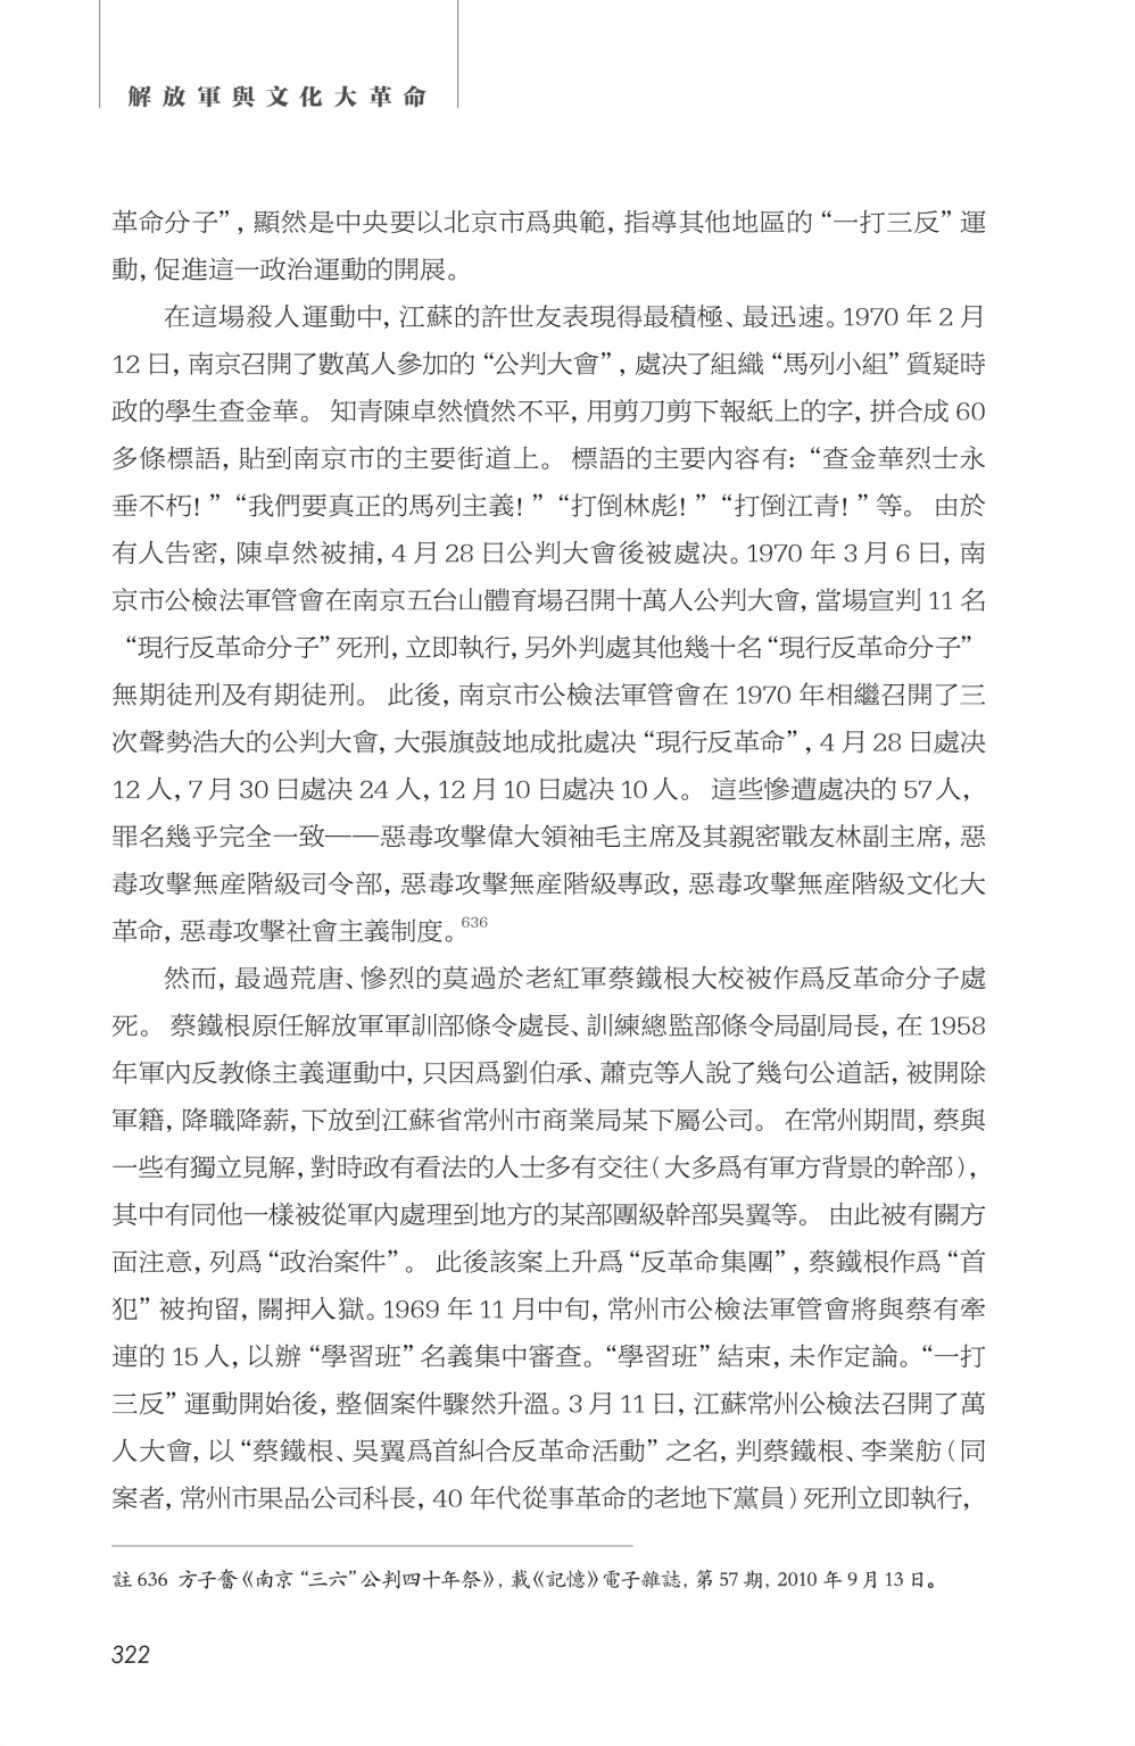 解放軍與文化大革命
革命分子”，顯然是中央要以北京市爲典範，指導其他地區的“一打三反”運
動，促進這一政治運動的開展。
在這場殺人運動中，江蘇的許世友表現得最積極、最迅速。1970 年 2 月
12 日，南京召開了數萬人參加的“公判大會”，處决了組織“馬列小組”質疑時
政的學生查金華。 知青陳卓然憤然不平，用剪刀剪下報紙上的字，拼合成 60
多條標語，貼到南京市的主要街道上。 標語的主要內容有：“查金華烈士永
垂不朽！”“我們要真正的馬列主義！”“打倒林彪！”“打倒江青！”等。 由於
有人告密，陳卓然被捕，4 月 28 日公判大會後被處决。1970 年 3 月 6 日，南
京市公檢法軍管會在南京五台山體育場召開十萬人公判大會，當場宣判 11 名
“現行反革命分子”死刑，立即執行，另外判處其他幾十名“現行反革命分子”
無期徒刑及有期徒刑。 此後，南京市公檢法軍管會在 1970 年相繼召開了三
次聲勢浩大的公判大會，大張旗鼓地成批處决“現行反革命”，4 月 28 日處决
12 人，7 月 30 日處决 24 人，12 月 10 日處决 10 人。 這些慘遭處决的 57 人，
罪名幾乎完全一致——惡毒攻擊偉大領袖毛主席及其親密戰友林副主席，惡
毒攻擊無産階級司令部，惡毒攻擊無産階級專政，惡毒攻擊無産階級文化大
革命，惡毒攻擊社會主義制度。636
然而，最過荒唐、慘烈的莫過於老紅軍蔡鐵根大校被作爲反革命分子處
死。 蔡鐵根原任解放軍軍訓部條令處長、訓練總監部條令局副局長，在 1958
年軍內反教條主義運動中，只因爲劉伯承、蕭克等人說了幾句公道話，被開除
軍籍，降職降薪，下放到江蘇省常州市商業局某下屬公司。 在常州期間，蔡與
一些有獨立見解，對時政有看法的人士多有交往（大多爲有軍方背景的幹部），
其中有同他一樣被從軍內處理到地方的某部團級幹部吳翼等。 由此被有關方
面注意，列爲“政治案件”。 此後該案上升爲“反革命集團”，蔡鐵根作爲“首
犯”被拘留，關押入獄。1969 年 11 月中旬，常州市公檢法軍管會將與蔡有牽
連的 15 人，以辦“學習班”名義集中審查。“學習班”結束，未作定論。“一打
三反”運動開始後，整個案件驟然升溫。3 月 11 日，江蘇常州公檢法召開了萬
人大會，以“蔡鐵根、吳翼爲首糾合反革命活動”之名，判蔡鐵根、李業舫（同
案者，常州市果品公司科長，40 年代從事革命的老地下黨員）死刑立即執行，
註 636 方子奮《南京“三六”公判四十年祭》，載《記憶》電子雜誌，第 57 期，2010 年 9 月 13 日。
322